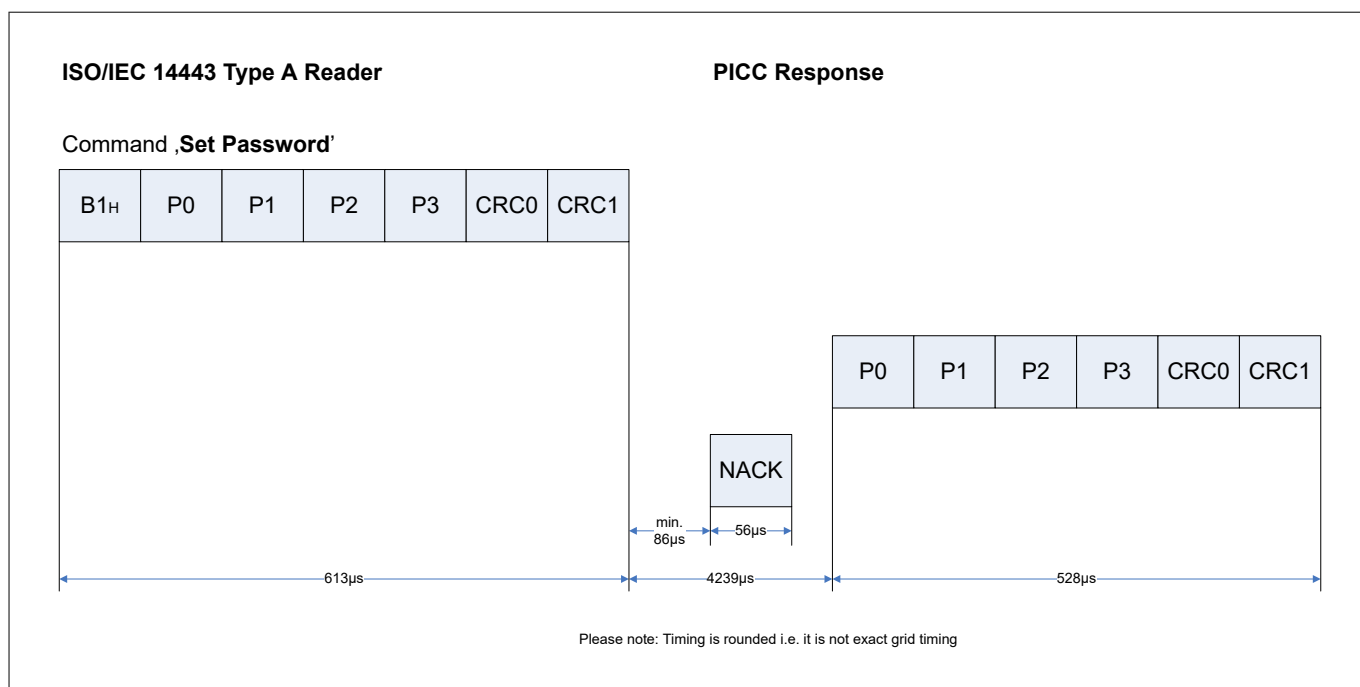 ISO/IEC 14443 Type A Reader
PICC Response
Command ‚Set Password’
B1H P0 P1 P2 P3 CRC0 CRC1
P0 P1 P2 P3 CRC0 CRC1
NACK
min.
86µs
56µs
613µs
4239µs
528µs
Please note: Timing is rounded i.e. it is not exact grid timing